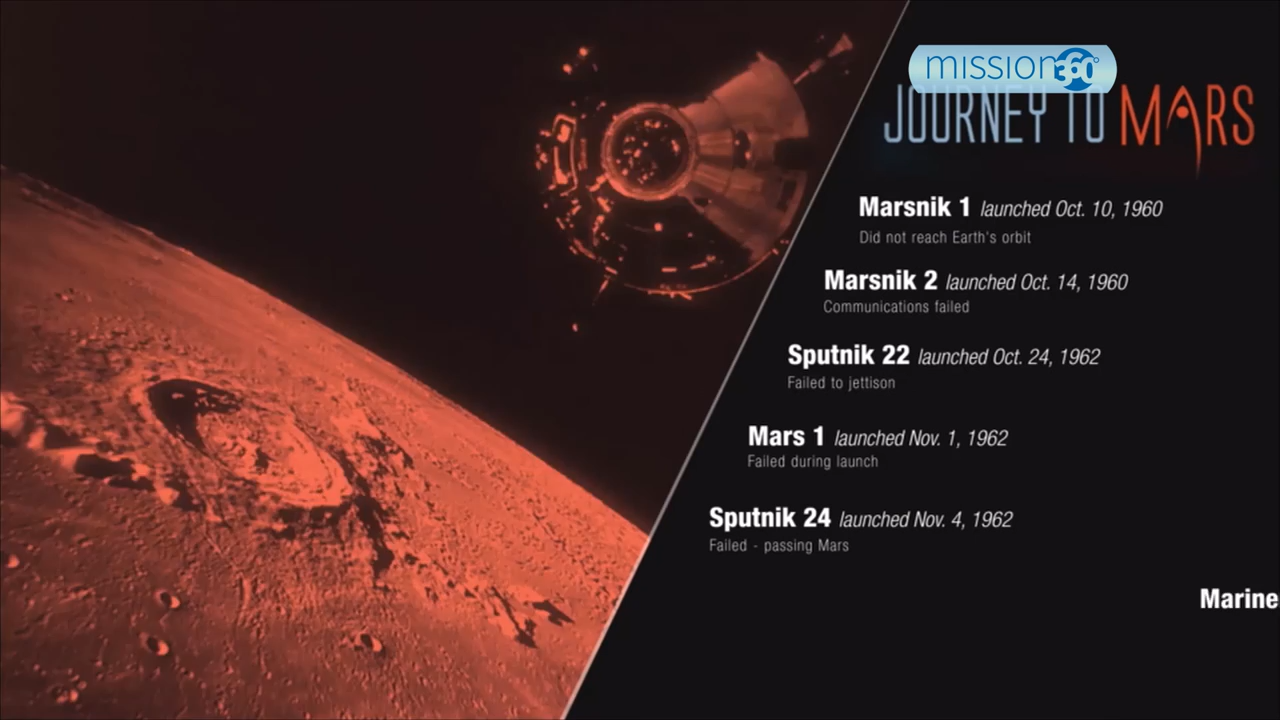 mission360°
JOURNEY TO MARS
Marsnik 1 launched Oct. 10, 1960
Did not reach Earth's orbit
Marsnik 2 launched Oct. 14, 1960
Communications failed
Sputnik 22 launched Oct. 24, 1962
Failed to jettison
Mars 1 launched Nov. 1, 1962
Failed during launch
Sputnik 24 launched Nov. 4, 1962
Failed - passing Mars
Marine